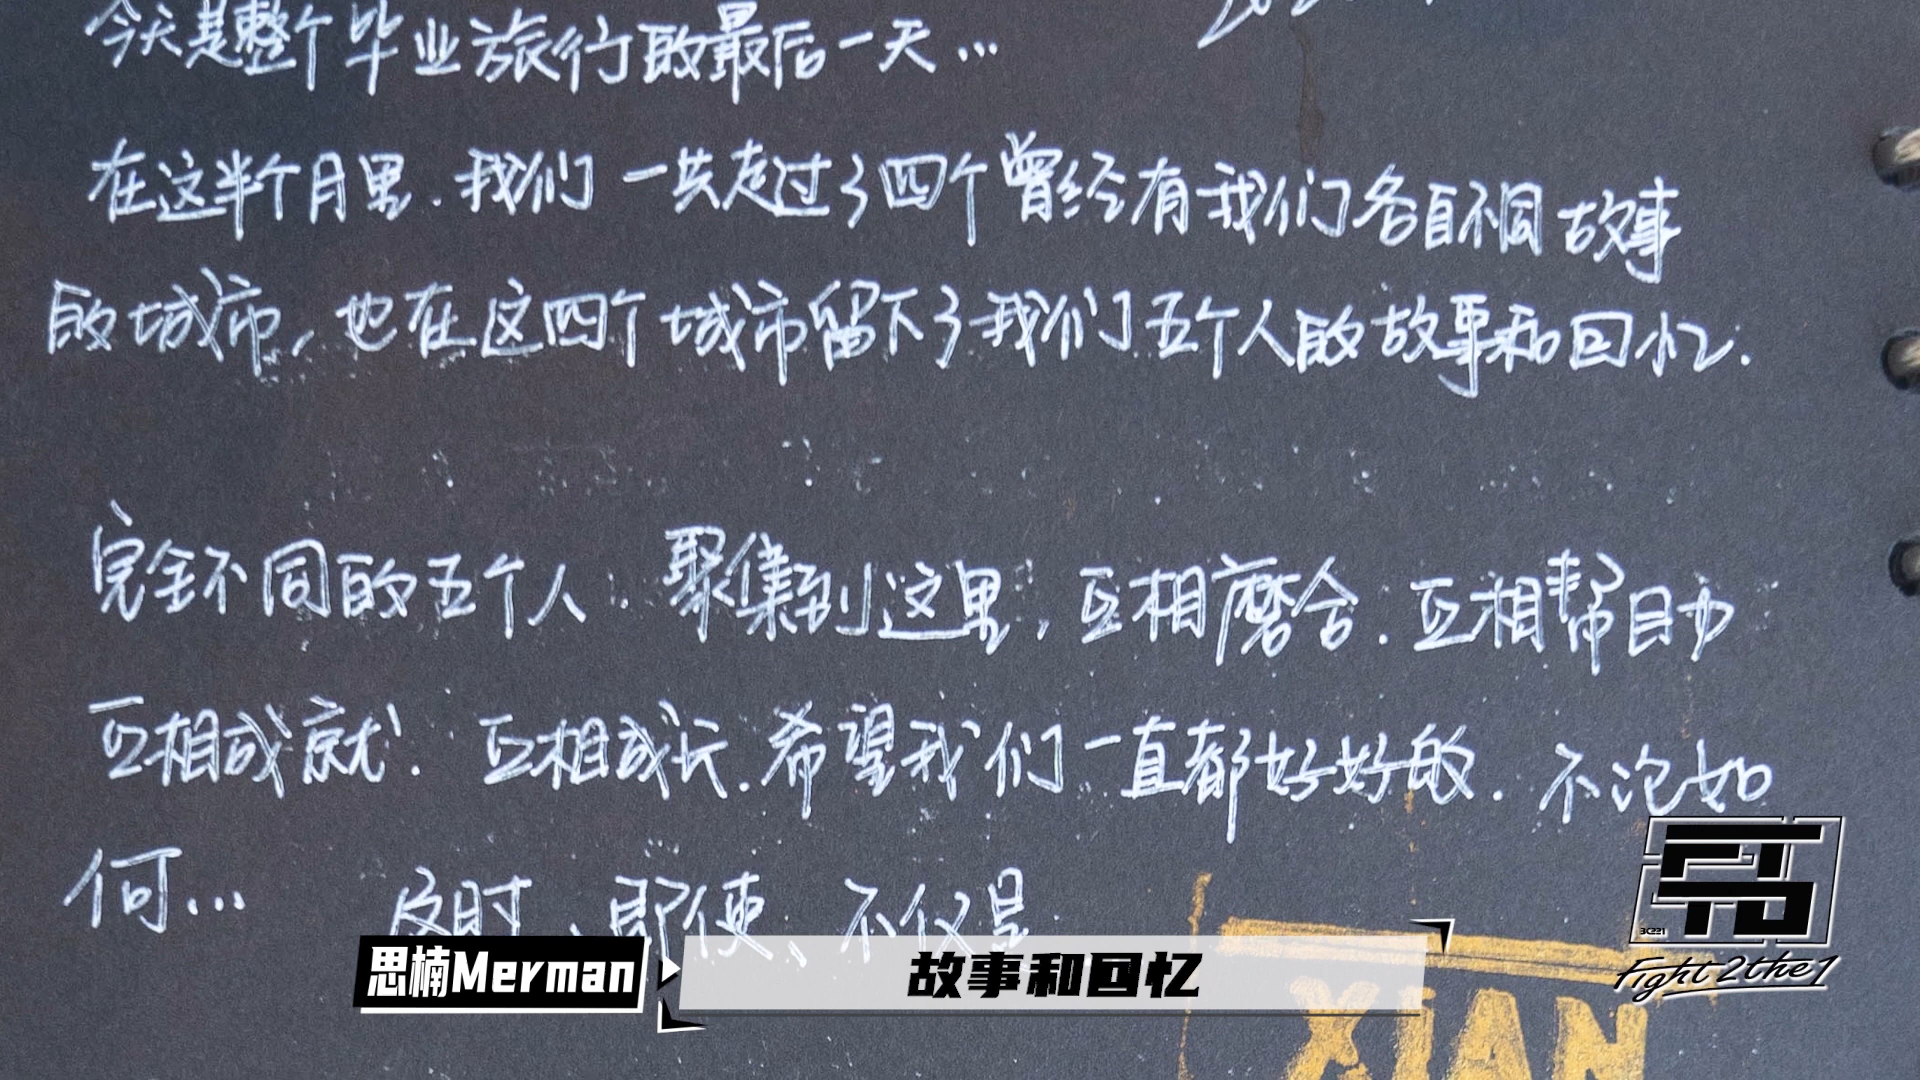 今天是整个毕业旅行的最后一天…
在这半个月里.我们一共走过了四个曾经有我们各自不同故事
的城市,也在这四个城市留下了我们五个人的故事和回忆.
完全不同的五个人.聚集到这里,互相磨合.互相帮助
互相成就.互相成长.希望我们一直都好好的.不论如
何… 及时、即使、不仅是
思楠Merman 故事和回忆
3K221
Fight2the1
XIAN